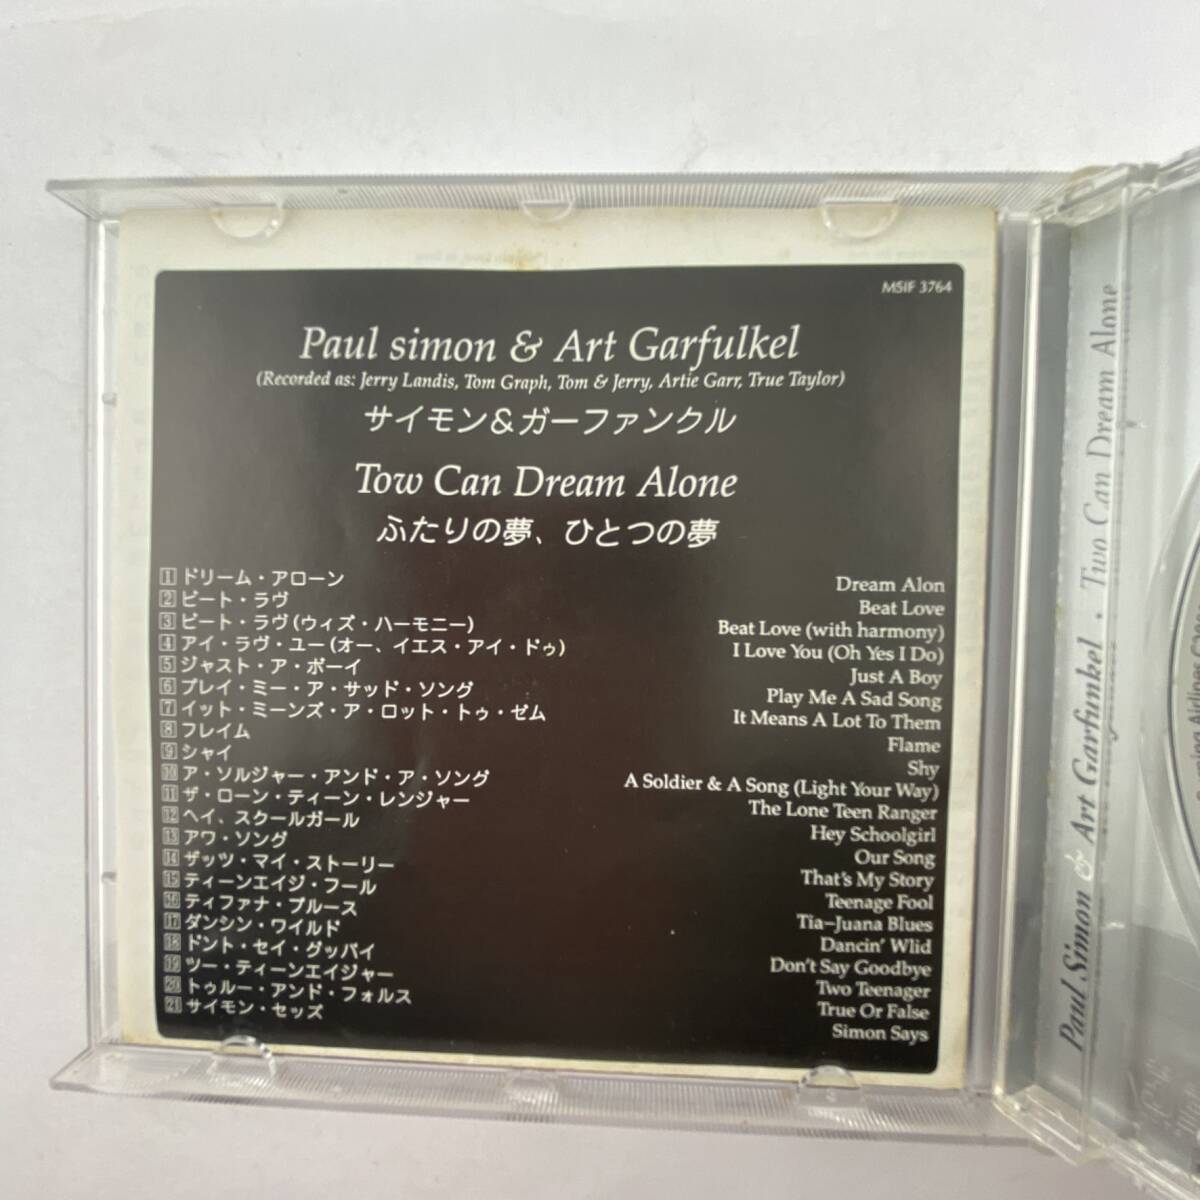 MSIF 3764
Paul simon & Art Garfulkel
(Recorded as: Jerry Landis, Tom Graph, Tom & Jerry, Artie Garr, True Taylor)
サイモン&ガーファンクル
Tow Can Dream Alone
ふたりの夢、ひとつの夢
1 ドリーム・アローン Dream Alon
2 ビート・ラヴ Beat Love
3 ビート・ラヴ(ウィズ・ハーモニー) Beat Love (with harmony)
4 アイ・ラヴ・ユー(オー、イエス・アイ・ドゥ) I Love You (Oh Yes I Do)
5 ジャスト・ア・ボーイ Just A Boy
6 プレイ・ミー・ア・サッド・ソング Play Me A Sad Song
7 イット・ミーンズ・ア・ロット・トゥ・ゼム It Means A Lot To Them
8 フレイム Flame
9 シャイ Shy
10 ア・ソルジャー・アンド・ア・ソング A Soldier & A Song (Light Your Way)
11 ザ・ローン・ティーン・レンジャー The Lone Teen Ranger
12 ヘイ、スクールガール Hey Schoolgirl
13 アワ・ソング Our Song
14 ザッツ・マイ・ストーリー That's My Story
15 ティーンエイジ・フール Teenage Fool
16 ティファナ・ブルース Tia-Juana Blues
17 ダンシン・ワイルド Dancin' Wlid
18 ドント・セイ・グッバイ Don't Say Goodbye
19 ツー・ティーンエイジャー Two Teenager
20 トゥルー・アンド・フォルス True Or False
21 サイモン・セッズ Simon Says
Paul Simon & Art Garfunkel · Two Can Dream Alone